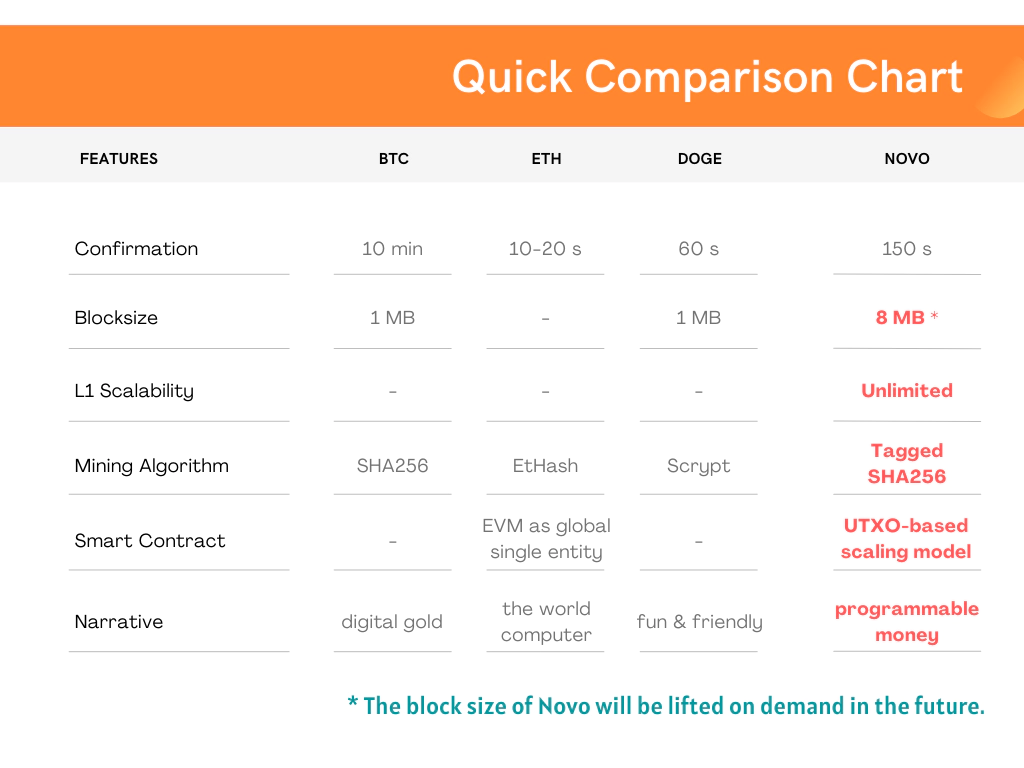 Quick Comparison Chart
FEATURES BTC ETH DOGE NOVO
Confirmation 10 min 10-20 s 60 s 150 s
Blocksize 1 MB - 1 MB 8 MB *
L1 Scalability - - - Unlimited
Mining Algorithm SHA256 EtHash Scrypt Tagged
SHA256
Smart Contract - EVM as global
single entity - UTXO-based
scaling model
Narrative digital gold the world
computer fun & friendly programmable
money
* The block size of Novo will be lifted on demand in the future.